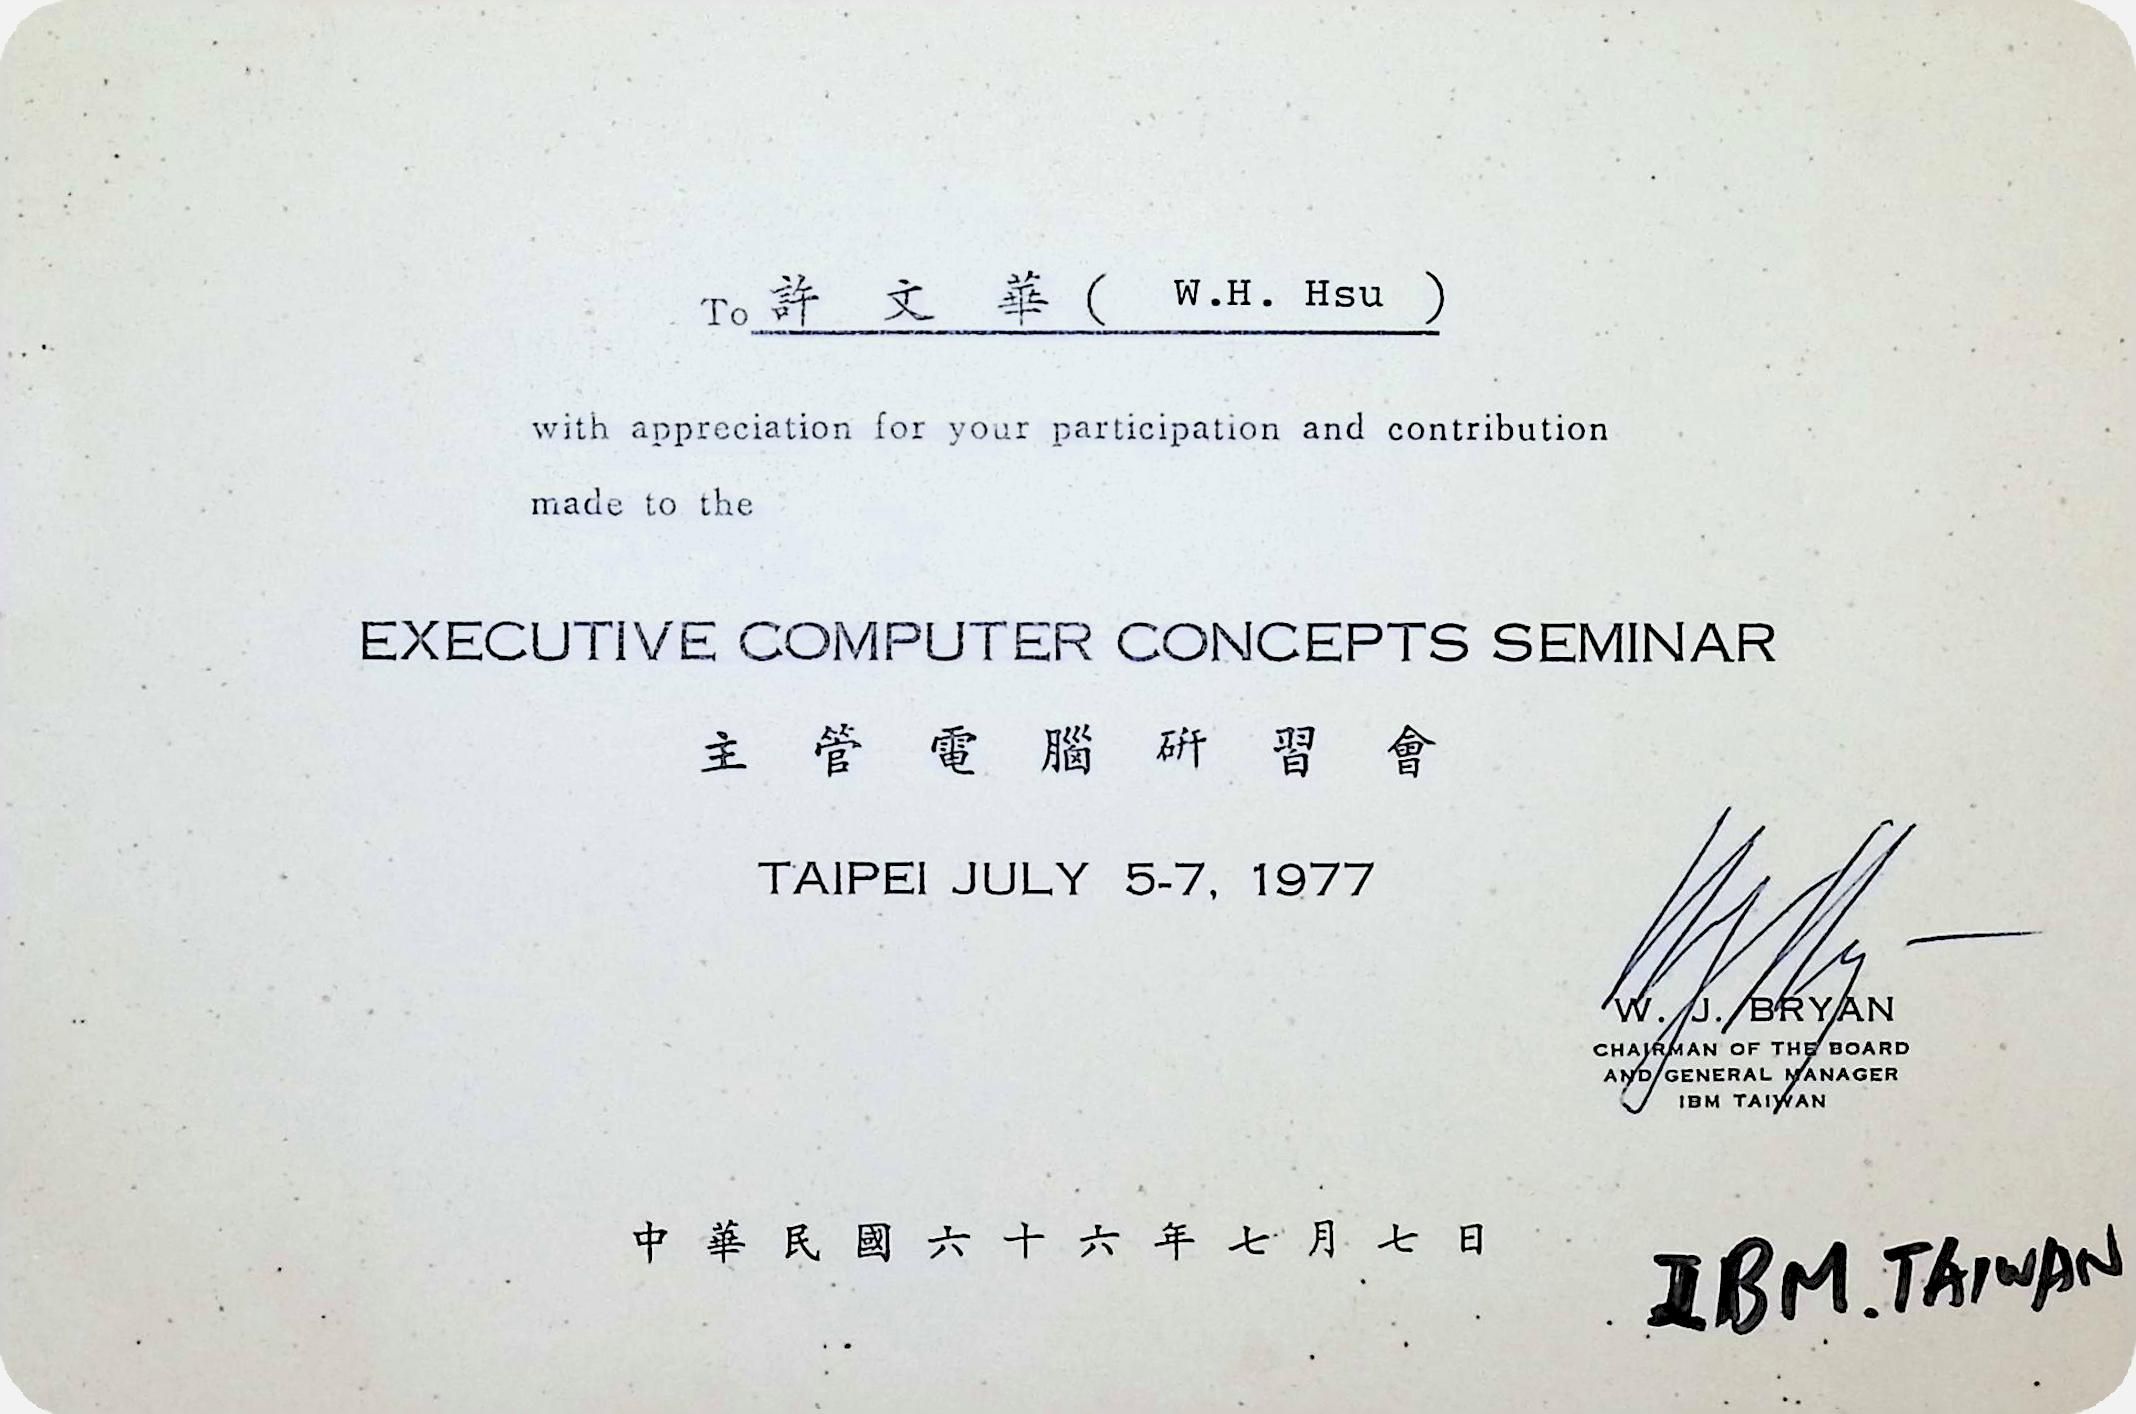 To 許文華 ( W.H. Hsu )
with appreciation for your participation and contribution
made to the
EXECUTIVE COMPUTER CONCEPTS SEMINAR
主管電腦硏習會
TAIPEI JULY 5-7, 1977
W. J. BRYAN
CHAIRMAN OF THE BOARD
AND GENERAL MANAGER
IBM TAIWAN
中華民國六十六年七月七日
IBM. TAIWAN